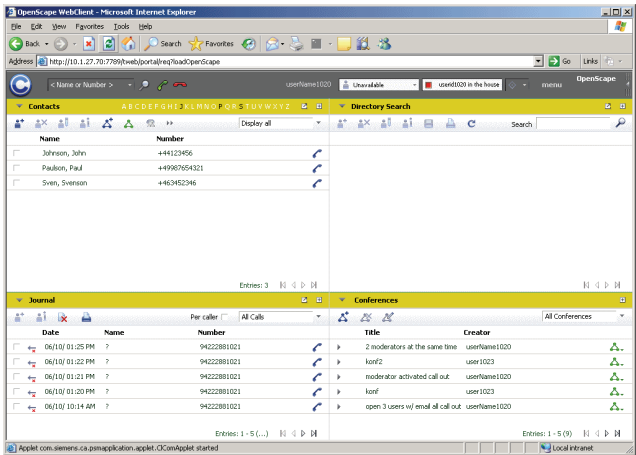 OpenScape WebClient - Microsoft Internet Explorer
File Edit View Favorites Tools Help
Back Search Favorites
Address http://10.1.27.70:7789/tweb/portal/req?loadOpenScape Go Links
< Name or Number > userName1020 Unavailable userid1020 in the house menu OpenScape
Contacts A B C D E F G H I J K L M N O P Q R S T U V W X Y Z
Display all
Name Number
Johnson, John +44123456
Paulson, Paul +49987654321
Sven, Svenson +463452346
Entries: 3
Directory Search
Search
Journal
Per caller All Calls
Date Name Number
06/10/ 01:25 PM ? 94222881021
06/10/ 01:22 PM ? 94222881021
06/10/ 01:21 PM ? 94222881021
06/10/ 01:20 PM ? 94222881021
06/10/ 10:14 AM ? 94222881021
Entries: 1 - 5 (...)
Conferences
All Conferences
Title Creator
2 moderators at the same time userName1020
konf2 user1023
moderator activated call out userName1020
konf user1023
open 3 users w/ email all call out userName1020
Entries: 1 - 5 (9)
Applet com.siemens.ca.psmapplication.applet.ClComApplet started Local intranet